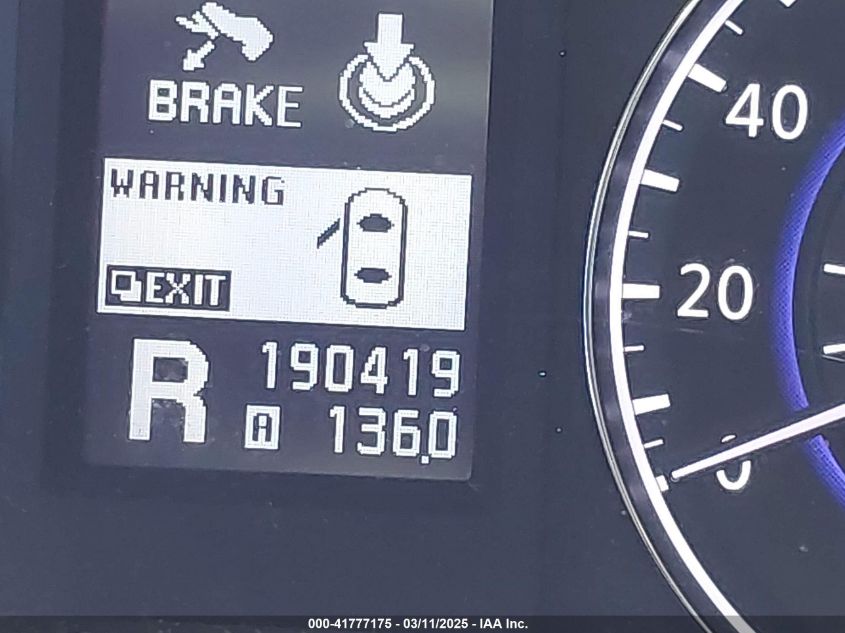 BRAKE
WARNING
EXIT
R
190419
A 136.0
40
20
0
000-41777175 - 03/11/2025 - IAA Inc.